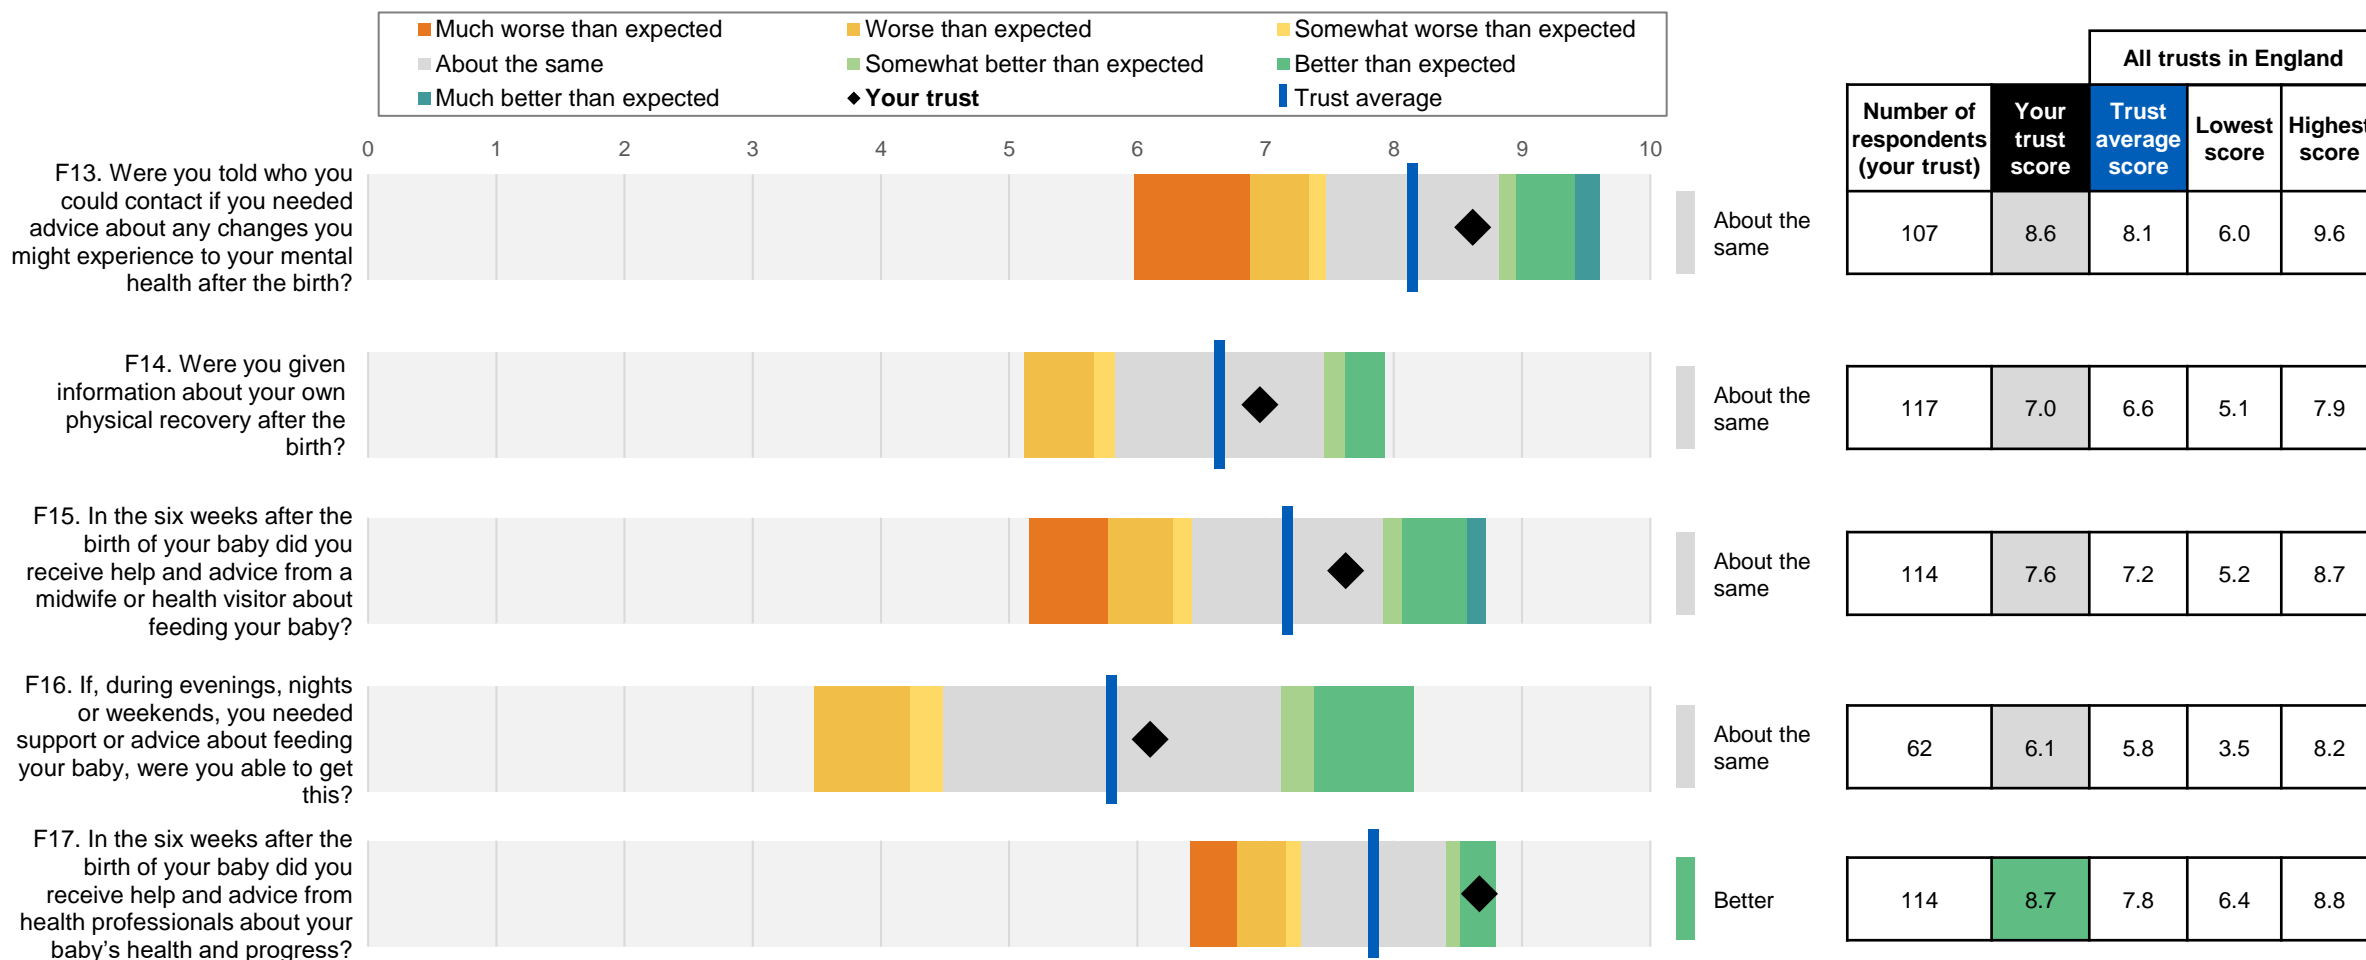 Much worse than expected
Worse than expected
Somewhat worse than expected
About the same
Somewhat better than expected
Better than expected
Much better than expected
Your trust
Trust average
All trusts in England
Number of
respondents
(your trust)
Your
trust
score
Trust
average
score
Lowest
score
Highest
score
0 1 2 3 4 5 6 7 8 9 10
F13. Were you told who you
could contact if you needed
advice about any changes you
might experience to your mental
health after the birth?
About the
same
107 8.6 8.1 6.0 9.6
F14. Were you given
information about your own
physical recovery after the
birth?
About the
same
117 7.0 6.6 5.1 7.9
F15. In the six weeks after the
birth of your baby did you
receive help and advice from a
midwife or health visitor about
feeding your baby?
About the
same
114 7.6 7.2 5.2 8.7
F16. If, during evenings, nights
or weekends, you needed
support or advice about feeding
your baby, were you able to get
this?
About the
same
62 6.1 5.8 3.5 8.2
F17. In the six weeks after the
birth of your baby did you
receive help and advice from
health professionals about your
baby’s health and progress?
Better
114 8.7 7.8 6.4 8.8